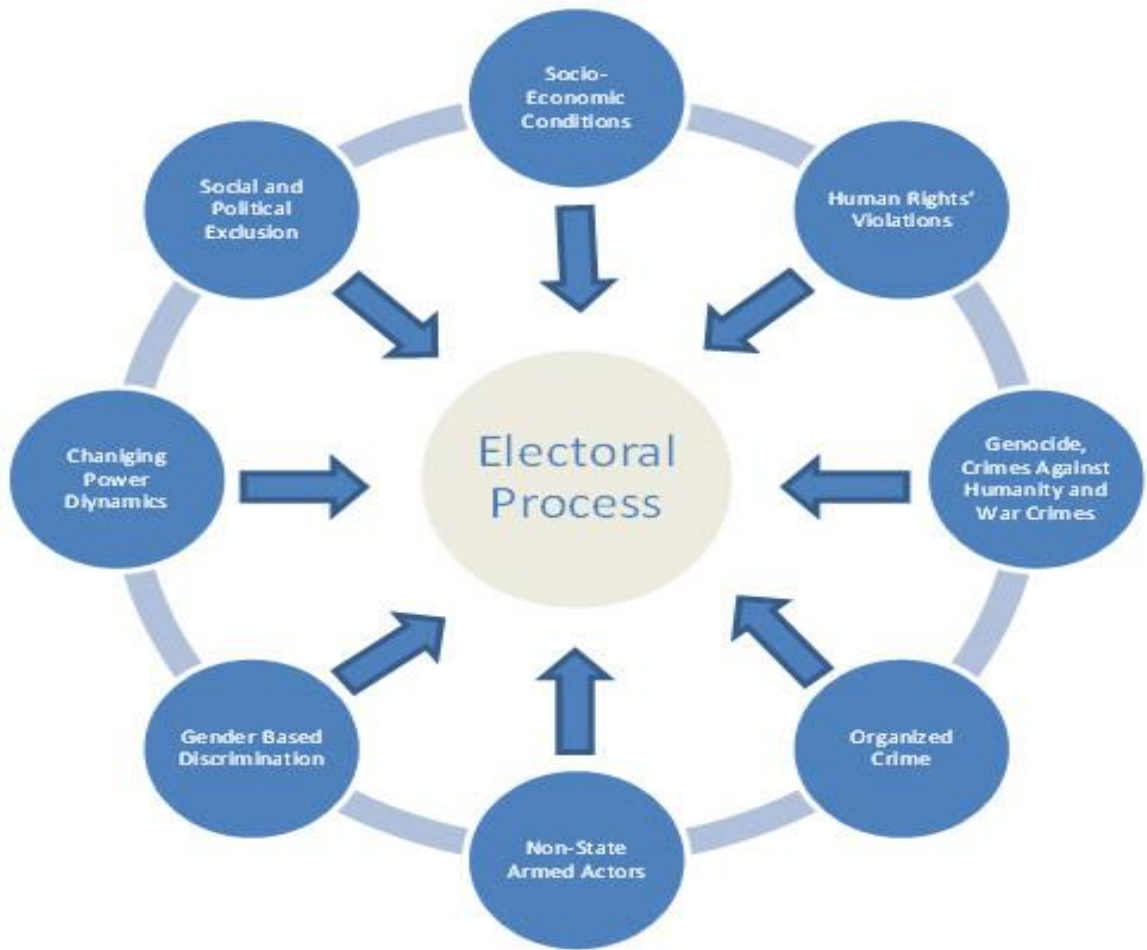 Socio-
Economic
Conditions
Social and
Political
Exclusion
Human Rights'
Violations
Chaniging
Power
Diynamics
Electoral
Process
Genocide,
Crimes Against
Humanity and
War Crimes
Gender Based
Discrimination
Organized
Crime
Non-State
Armed Actors